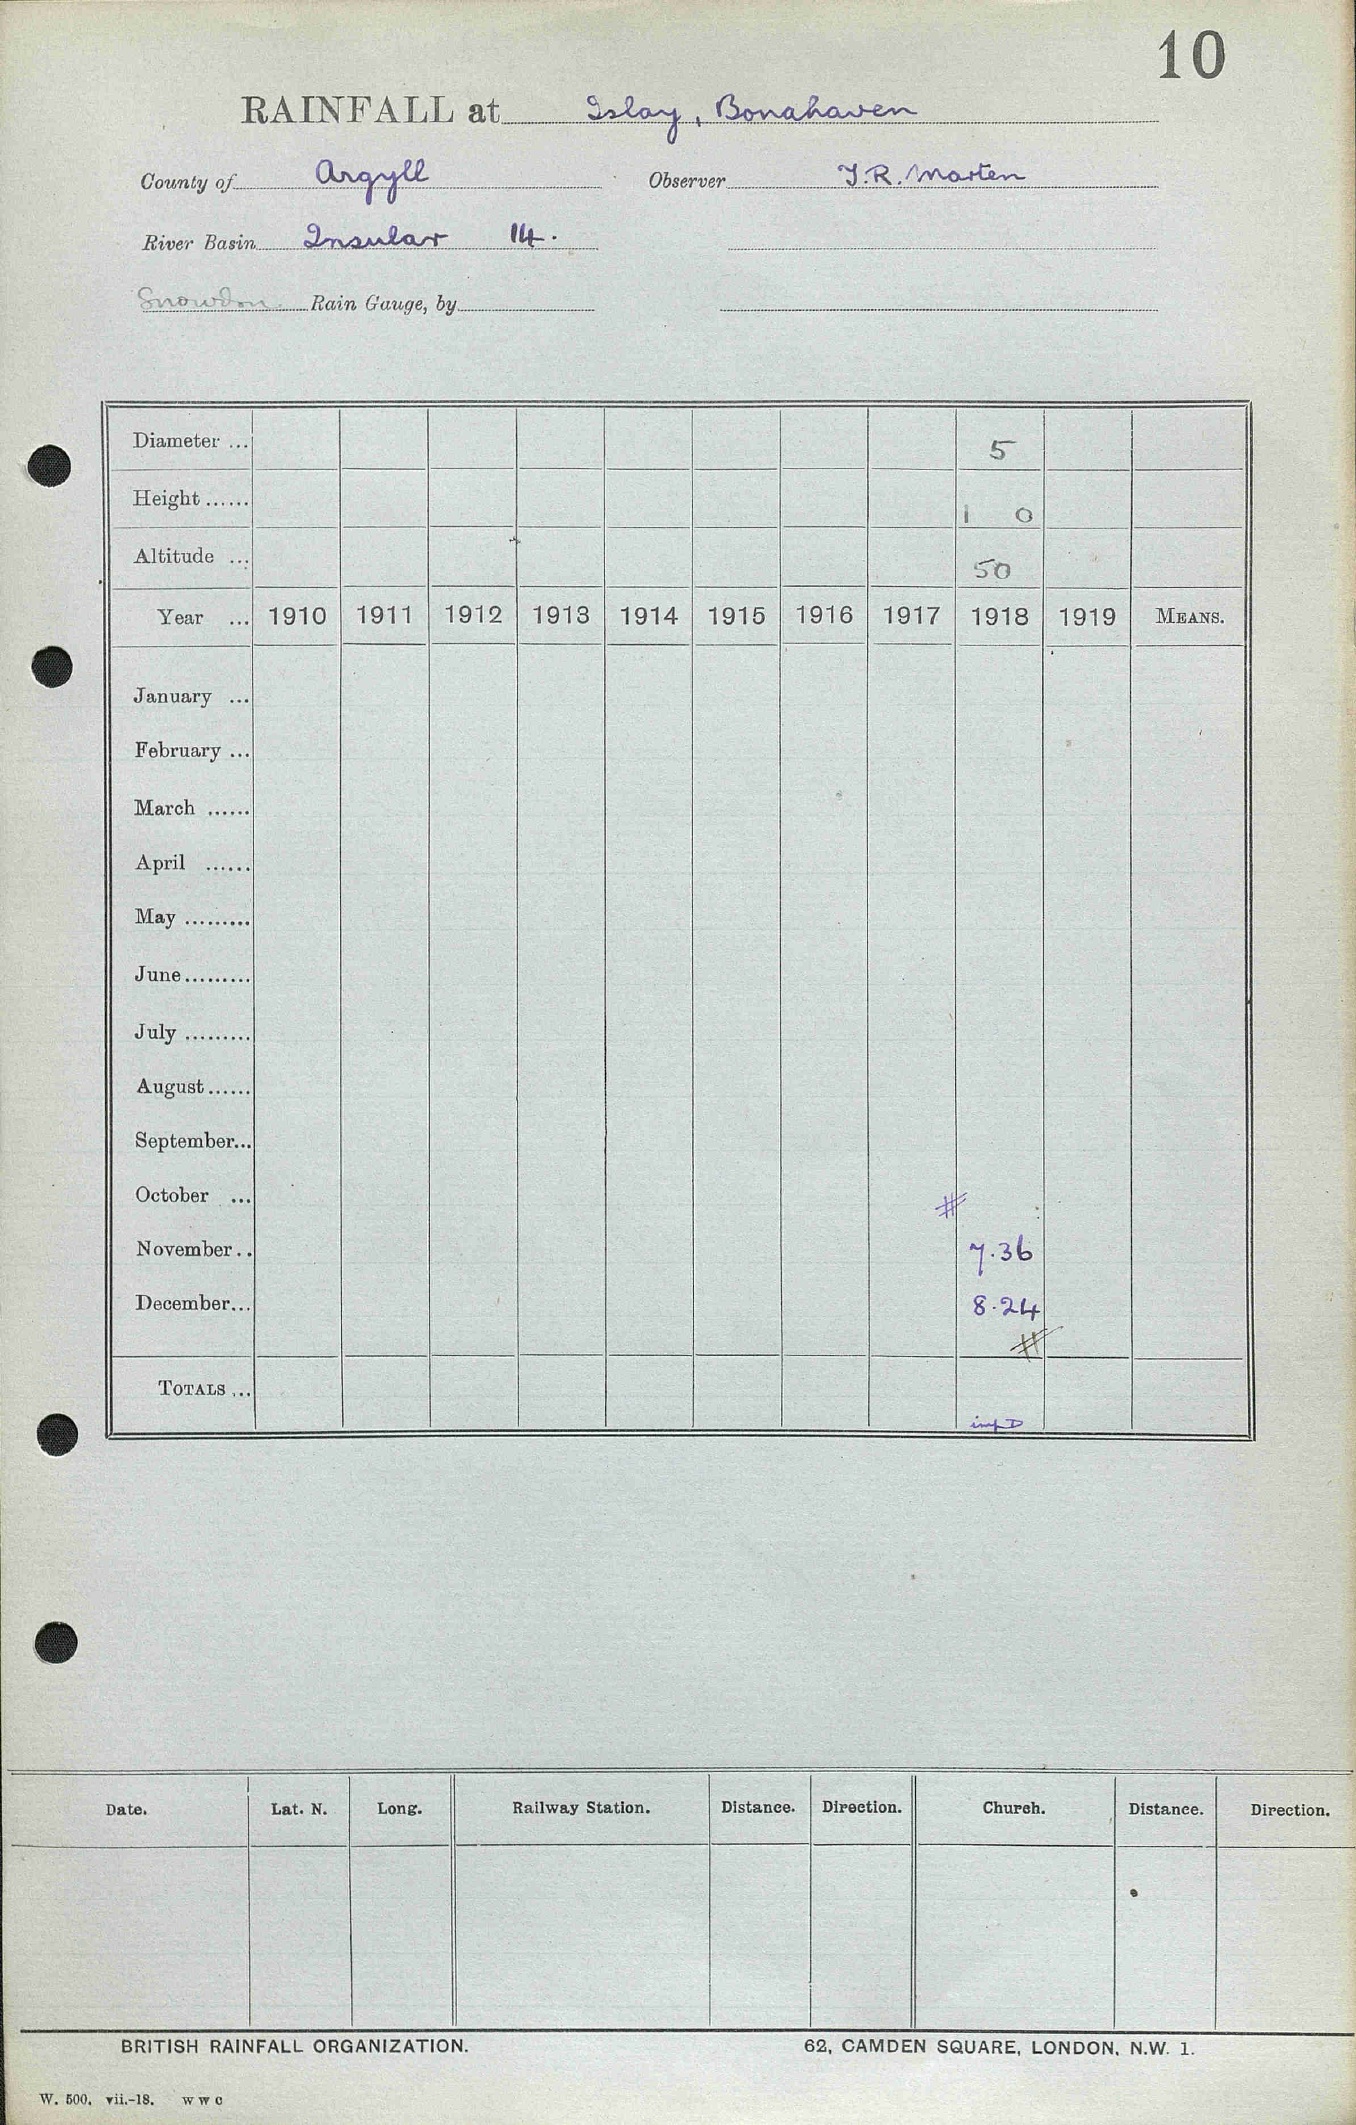 10
RAINFALL at Islay, Bonahaven
County of Argyll Observer T.R. Marten
River Basin Insular 14.
Snowdon Rain Gauge, by
Diameter ... 5
Height ...... 1 0
Altitude ... 50
Year ... 1910 1911 1912 1913 1914 1915 1916 1917 1918 1919 MEANS.
January ...
February ...
March ......
April ......
May .........
June.........
July .........
August......
September...
October ... #
November.. 7.36
December... 8.24
#
TOTALS ...
imp D
Date. Lat. N. Long. Railway Station. Distance. Direction. Church. Distance. Direction.
BRITISH RAINFALL ORGANIZATION. 62, CAMDEN SQUARE, LONDON, N.W. 1.
W. 500. vii.-18. W W C